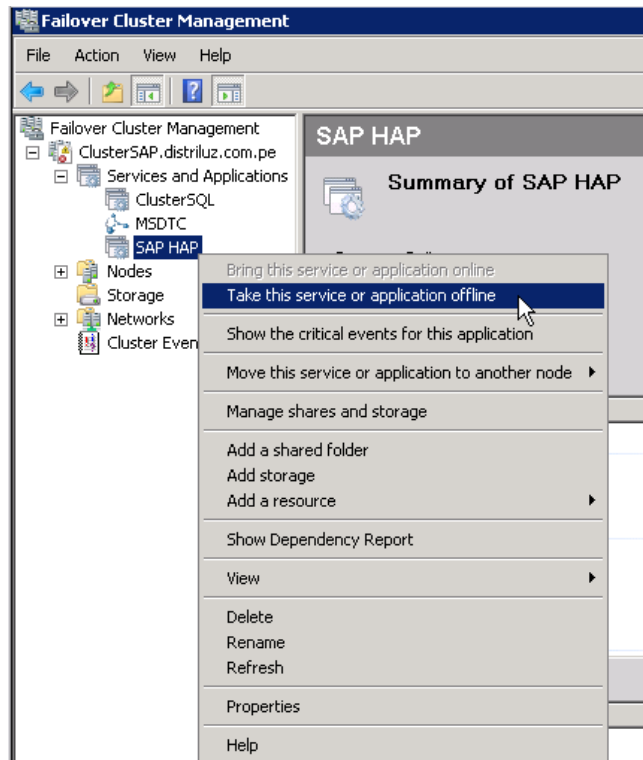 Failover Cluster Management
File Action View Help
Failover Cluster Management
ClusterSAP.distriluz.com.pe
Services and Applications
ClusterSQL
MSDTC
SAP HAP
Nodes
Storage
Networks
Cluster Even
SAP HAP
Summary of SAP HAP
Bring this service or application online
Take this service or application offline
Show the critical events for this application
Move this service or application to another node
Manage shares and storage
Add a shared folder
Add storage
Add a resource
Show Dependency Report
View
Delete
Rename
Refresh
Properties
Help